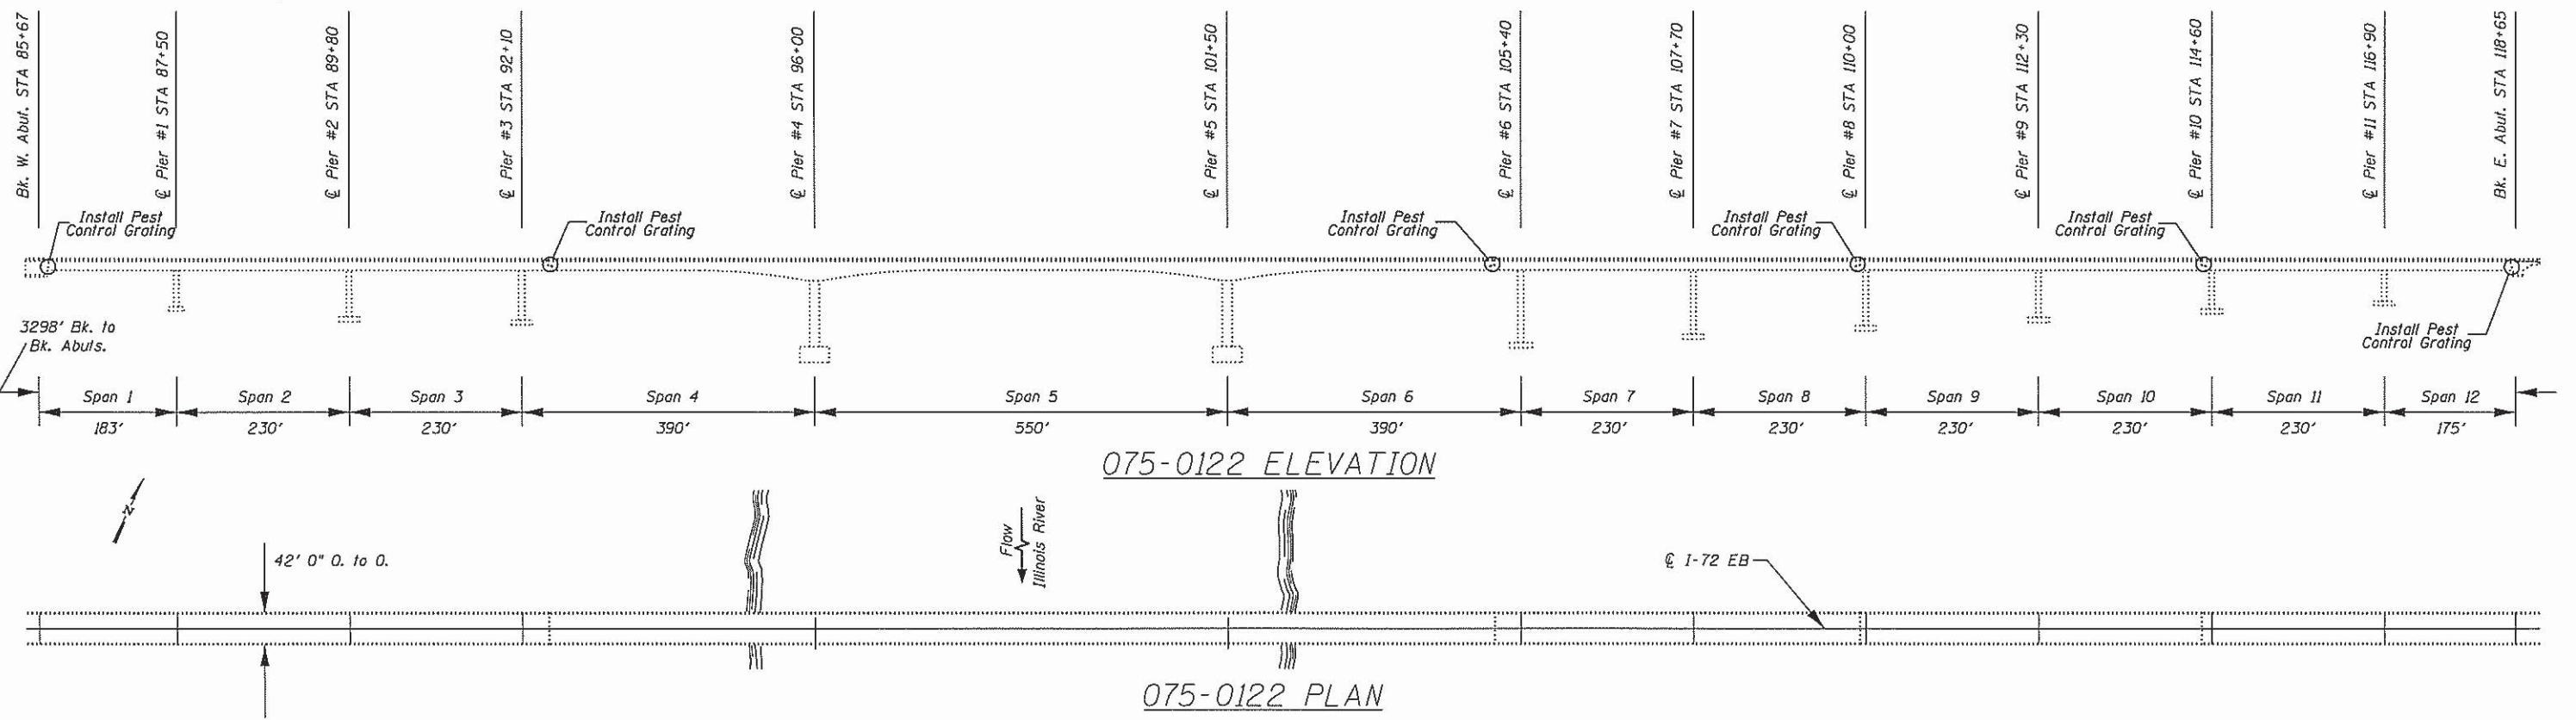 Bk. W. Abut. STA 85+67
℄ Pier #1 STA 87+50
℄ Pier #2 STA 89+80
℄ Pier #3 STA 92+10
℄ Pier #4 STA 96+00
℄ Pier #5 STA 101+50
℄ Pier #6 STA 105+40
℄ Pier #7 STA 107+70
℄ Pier #8 STA 110+00
℄ Pier #9 STA 112+30
℄ Pier #10 STA 114+60
℄ Pier #11 STA 116+90
Bk. E. Abut. STA 118+65
Install Pest
Control Grating
Install Pest
Control Grating
Install Pest
Control Grating
Install Pest
Control Grating
Install Pest
Control Grating
Install Pest
Control Grating
3298' Bk. to
Bk. Abuts.
Span 1
Span 2
Span 3
Span 4
Span 5
Span 6
Span 7
Span 8
Span 9
Span 10
Span 11
Span 12
183'
230'
230'
390'
550'
390'
230'
230'
230'
230'
230'
175'
075-0122 ELEVATION
N
42' 0" O. to O.
Flow
Illinois River
℄ I-72 EB
075-0122 PLAN